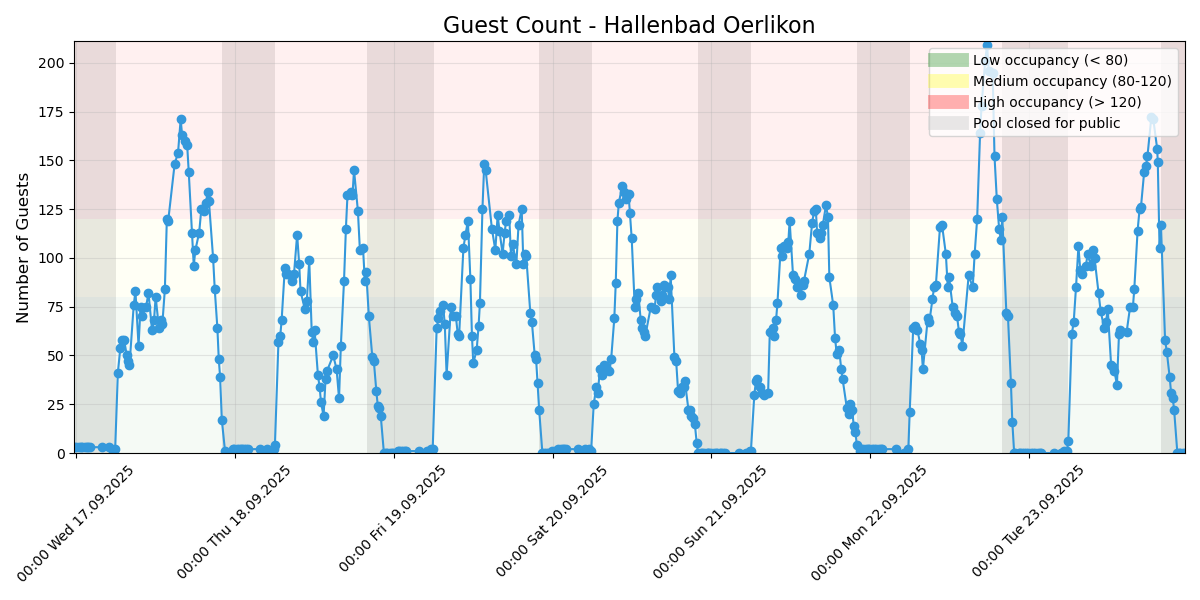 Guest Count - Hallenbad Oerlikon
Low occupancy (< 80)
Medium occupancy (80-120)
High occupancy (> 120)
Pool closed for public
Number of Guests
200
175
150
125
100
75
50
25
0
00:00 Wed 17.09.2025
00:00 Thu 18.09.2025
00:00 Fri 19.09.2025
00:00 Sat 20.09.2025
00:00 Sun 21.09.2025
00:00 Mon 22.09.2025
00:00 Tue 23.09.2025